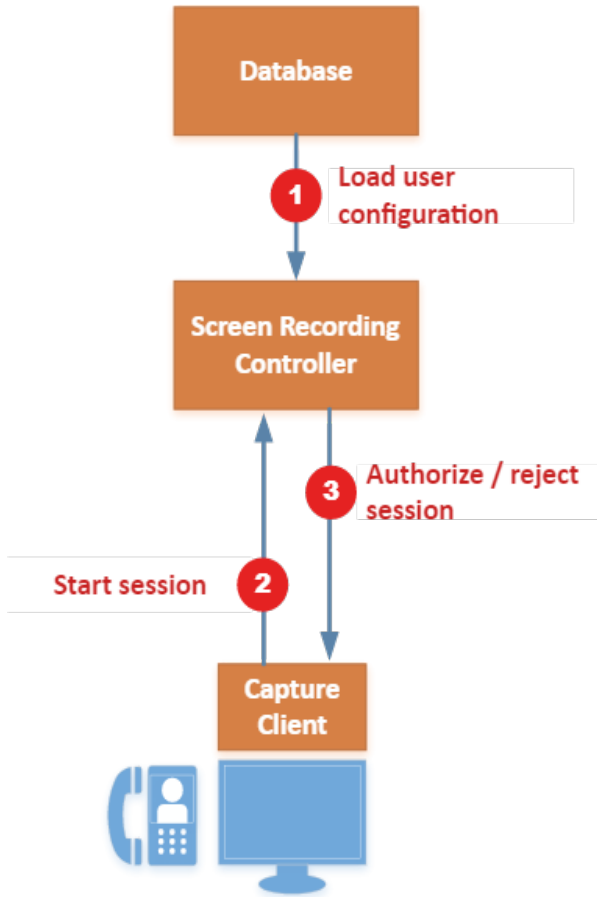 Database
1
Load user
configuration
Screen Recording
Controller
3
Authorize / reject
session
Start session
2
Capture
Client